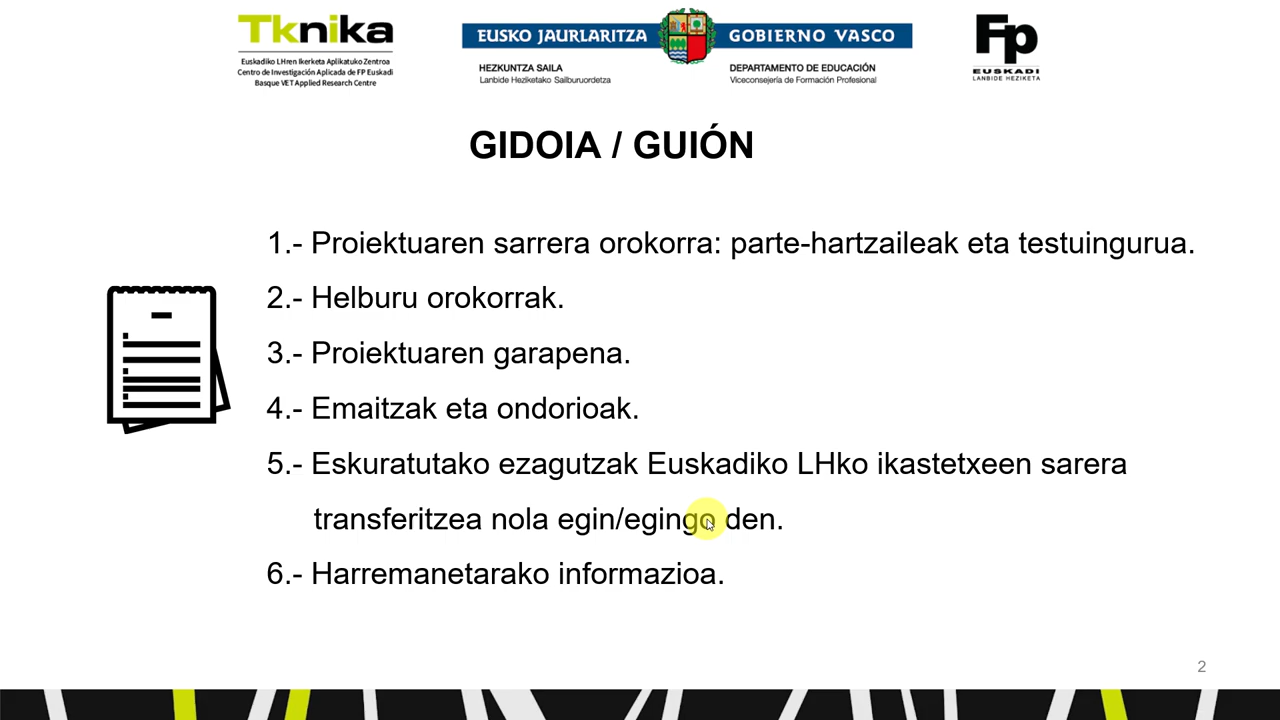 Tknika
Euskadiko LHren Ikerketa Aplikatuko Zentroa
Centro de Investigación Aplicada de FP Euskadi
Basque VET Applied Research Centre
EUSKO JAURLARITZA
GOBIERNO VASCO
HEZKUNTZA SAILA
Lanbide Heziketako Sailburuordetza
DEPARTAMENTO DE EDUCACIÓN
Viceconsejería de Formación Profesional
Fp
EUSKADI
LANBIDE HEZIKETA
GIDOIA / GUIÓN
1.- Proiektuaren sarrera orokorra: parte-hartzaileak eta testuingurua.
2.- Helburu orokorrak.
3.- Proiektuaren garapena.
4.- Emaitzak eta ondorioak.
5.- Eskuratutako ezagutzak Euskadiko LHko ikastetxeen sarera
transferitzea nola egin/egingo den.
6.- Harremanetarako informazioa.
2